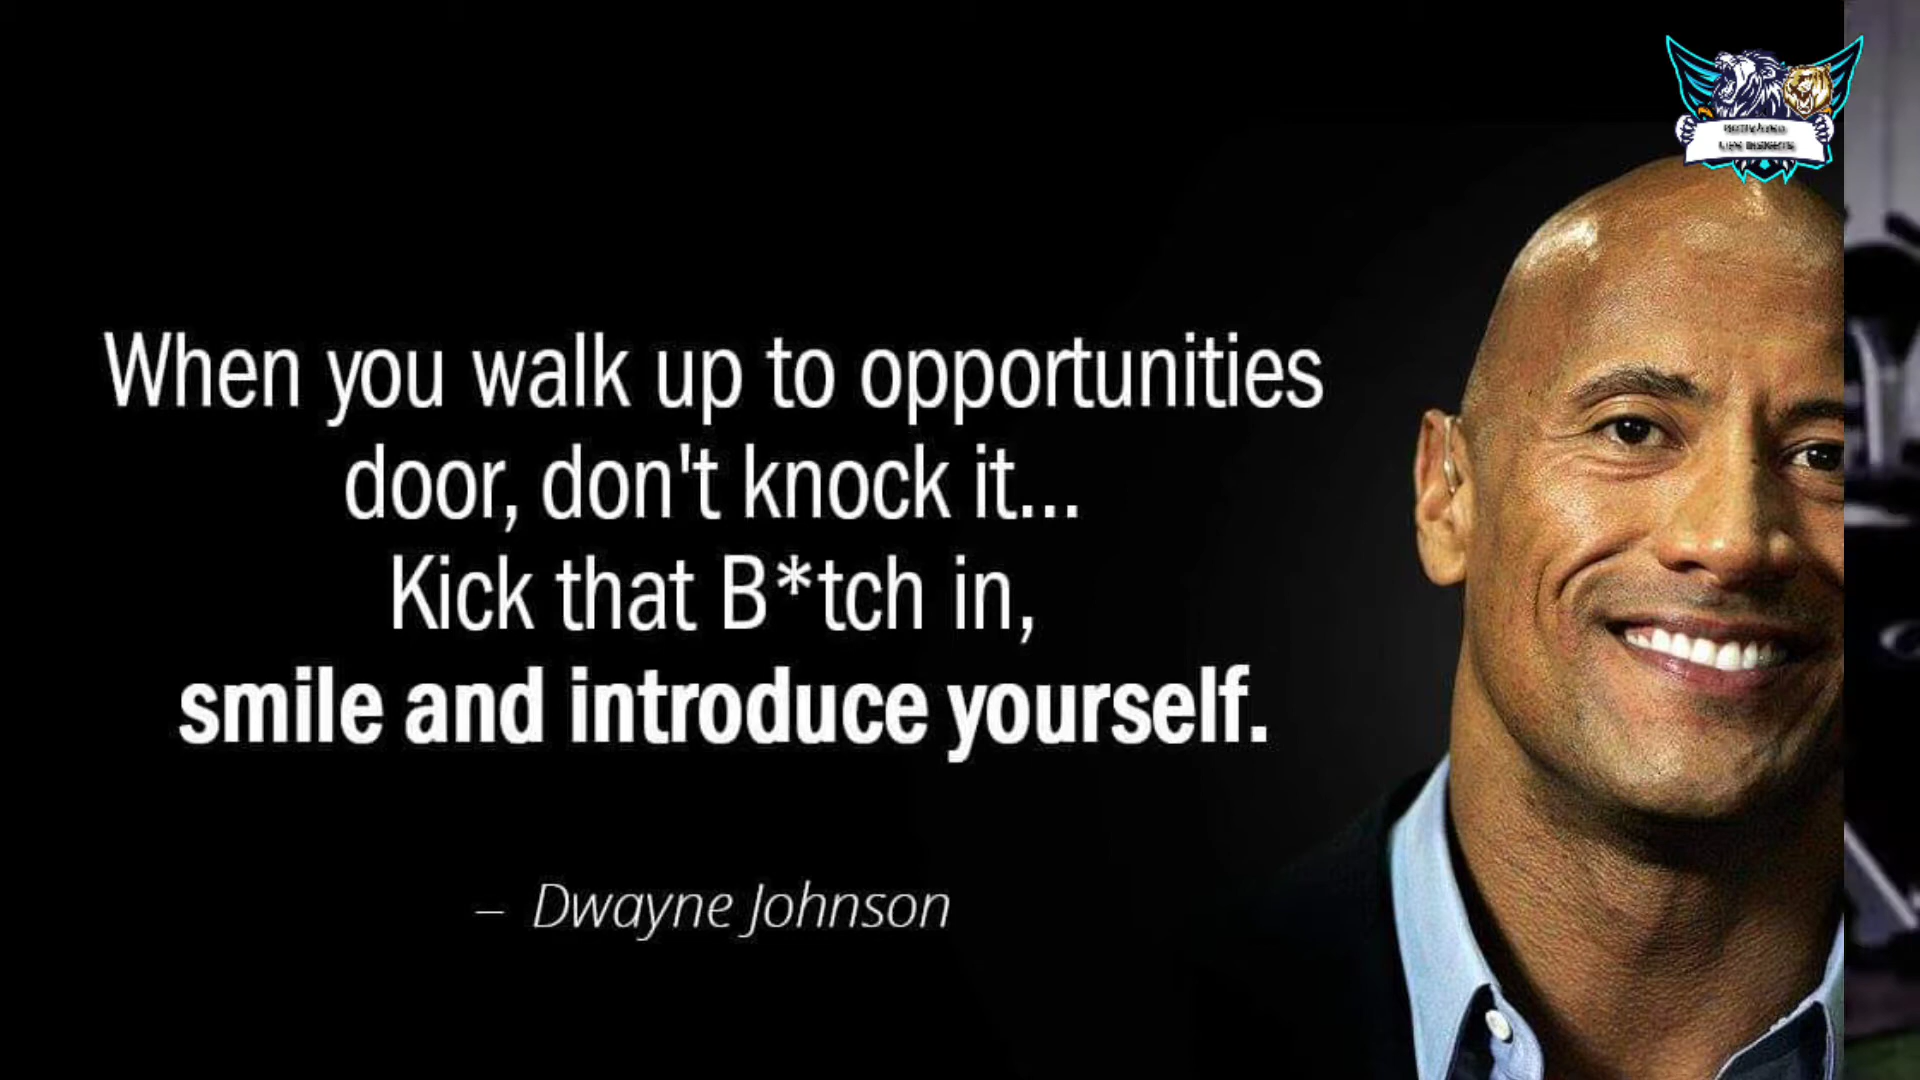 When you walk up to opportunities
door, don't knock it...
Kick that B*tch in,
smile and introduce yourself.
– Dwayne Johnson